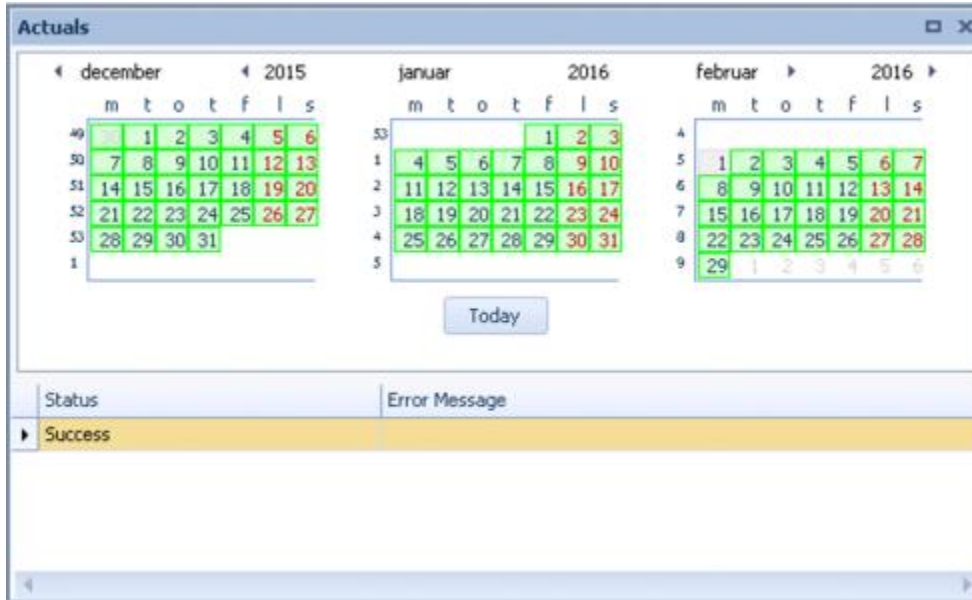 Actuals
december 2015 januar 2016 februar 2016
m t o t f l s m t o t f l s m t o t f l s
49 30 1 2 3 4 5 6 53 1 2 3 4
50 7 8 9 10 11 12 13 1 4 5 6 7 8 9 10 5 1 2 3 4 5 6 7
51 14 15 16 17 18 19 20 2 11 12 13 14 15 16 17 6 8 9 10 11 12 13 14
52 21 22 23 24 25 26 27 3 18 19 20 21 22 23 24 7 15 16 17 18 19 20 21
53 28 29 30 31 4 25 26 27 28 29 30 31 8 22 23 24 25 26 27 28
1 5 9 29 1 2 3 4 5 6
Today
Status Error Message
Success